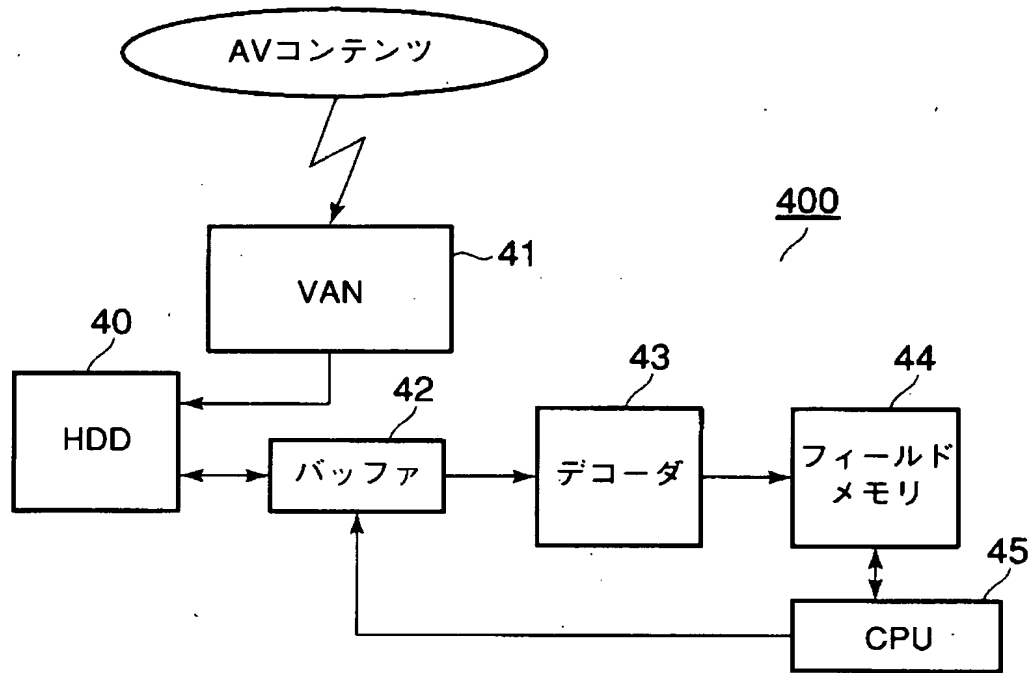 AVコンテンツ
400
VAN
41
40
HDD
42
バッファ
43
デコーダ
44
フィールド
メモリ
45
CPU